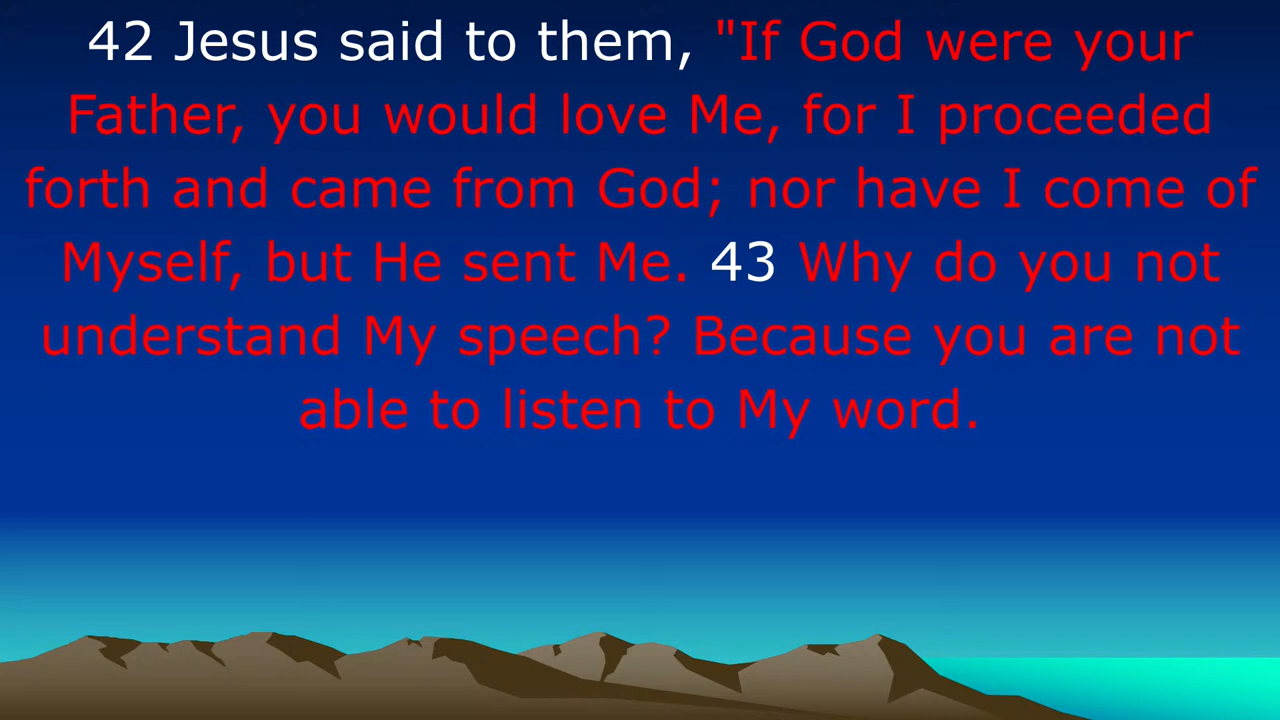 42 Jesus said to them, "If God were your
Father, you would love Me, for I proceeded
forth and came from God; nor have I come of
Myself, but He sent Me. 43 Why do you not
understand My speech? Because you are not
able to listen to My word.